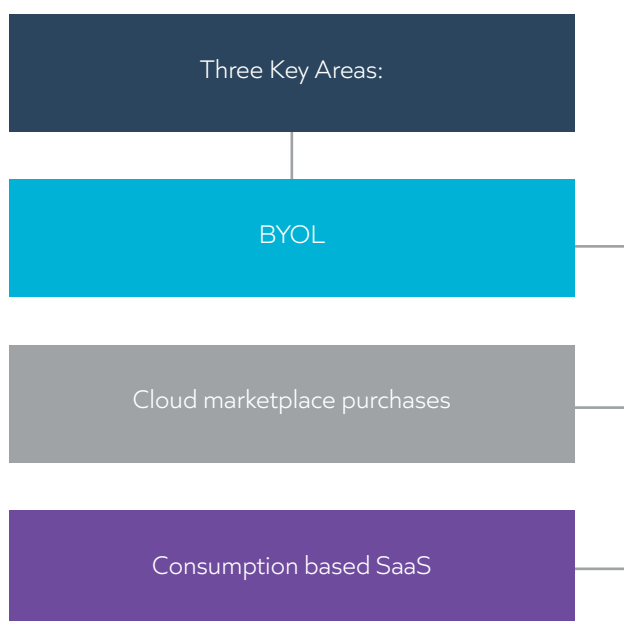 Three Key Areas:
BYOL
Cloud marketplace purchases
Consumption based SaaS